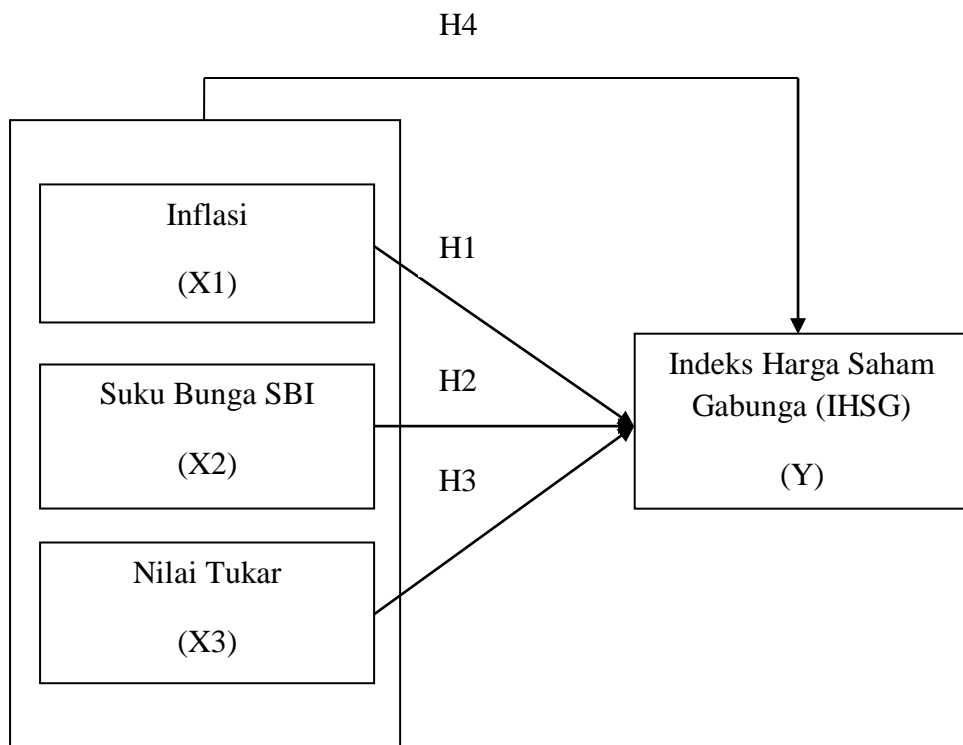 H4
Inflasi
(X1)
H1
Suku Bunga SBI
(X2)
H2
Nilai Tukar
(X3)
H3
Indeks Harga Saham
Gabunga (IHSG)
(Y)